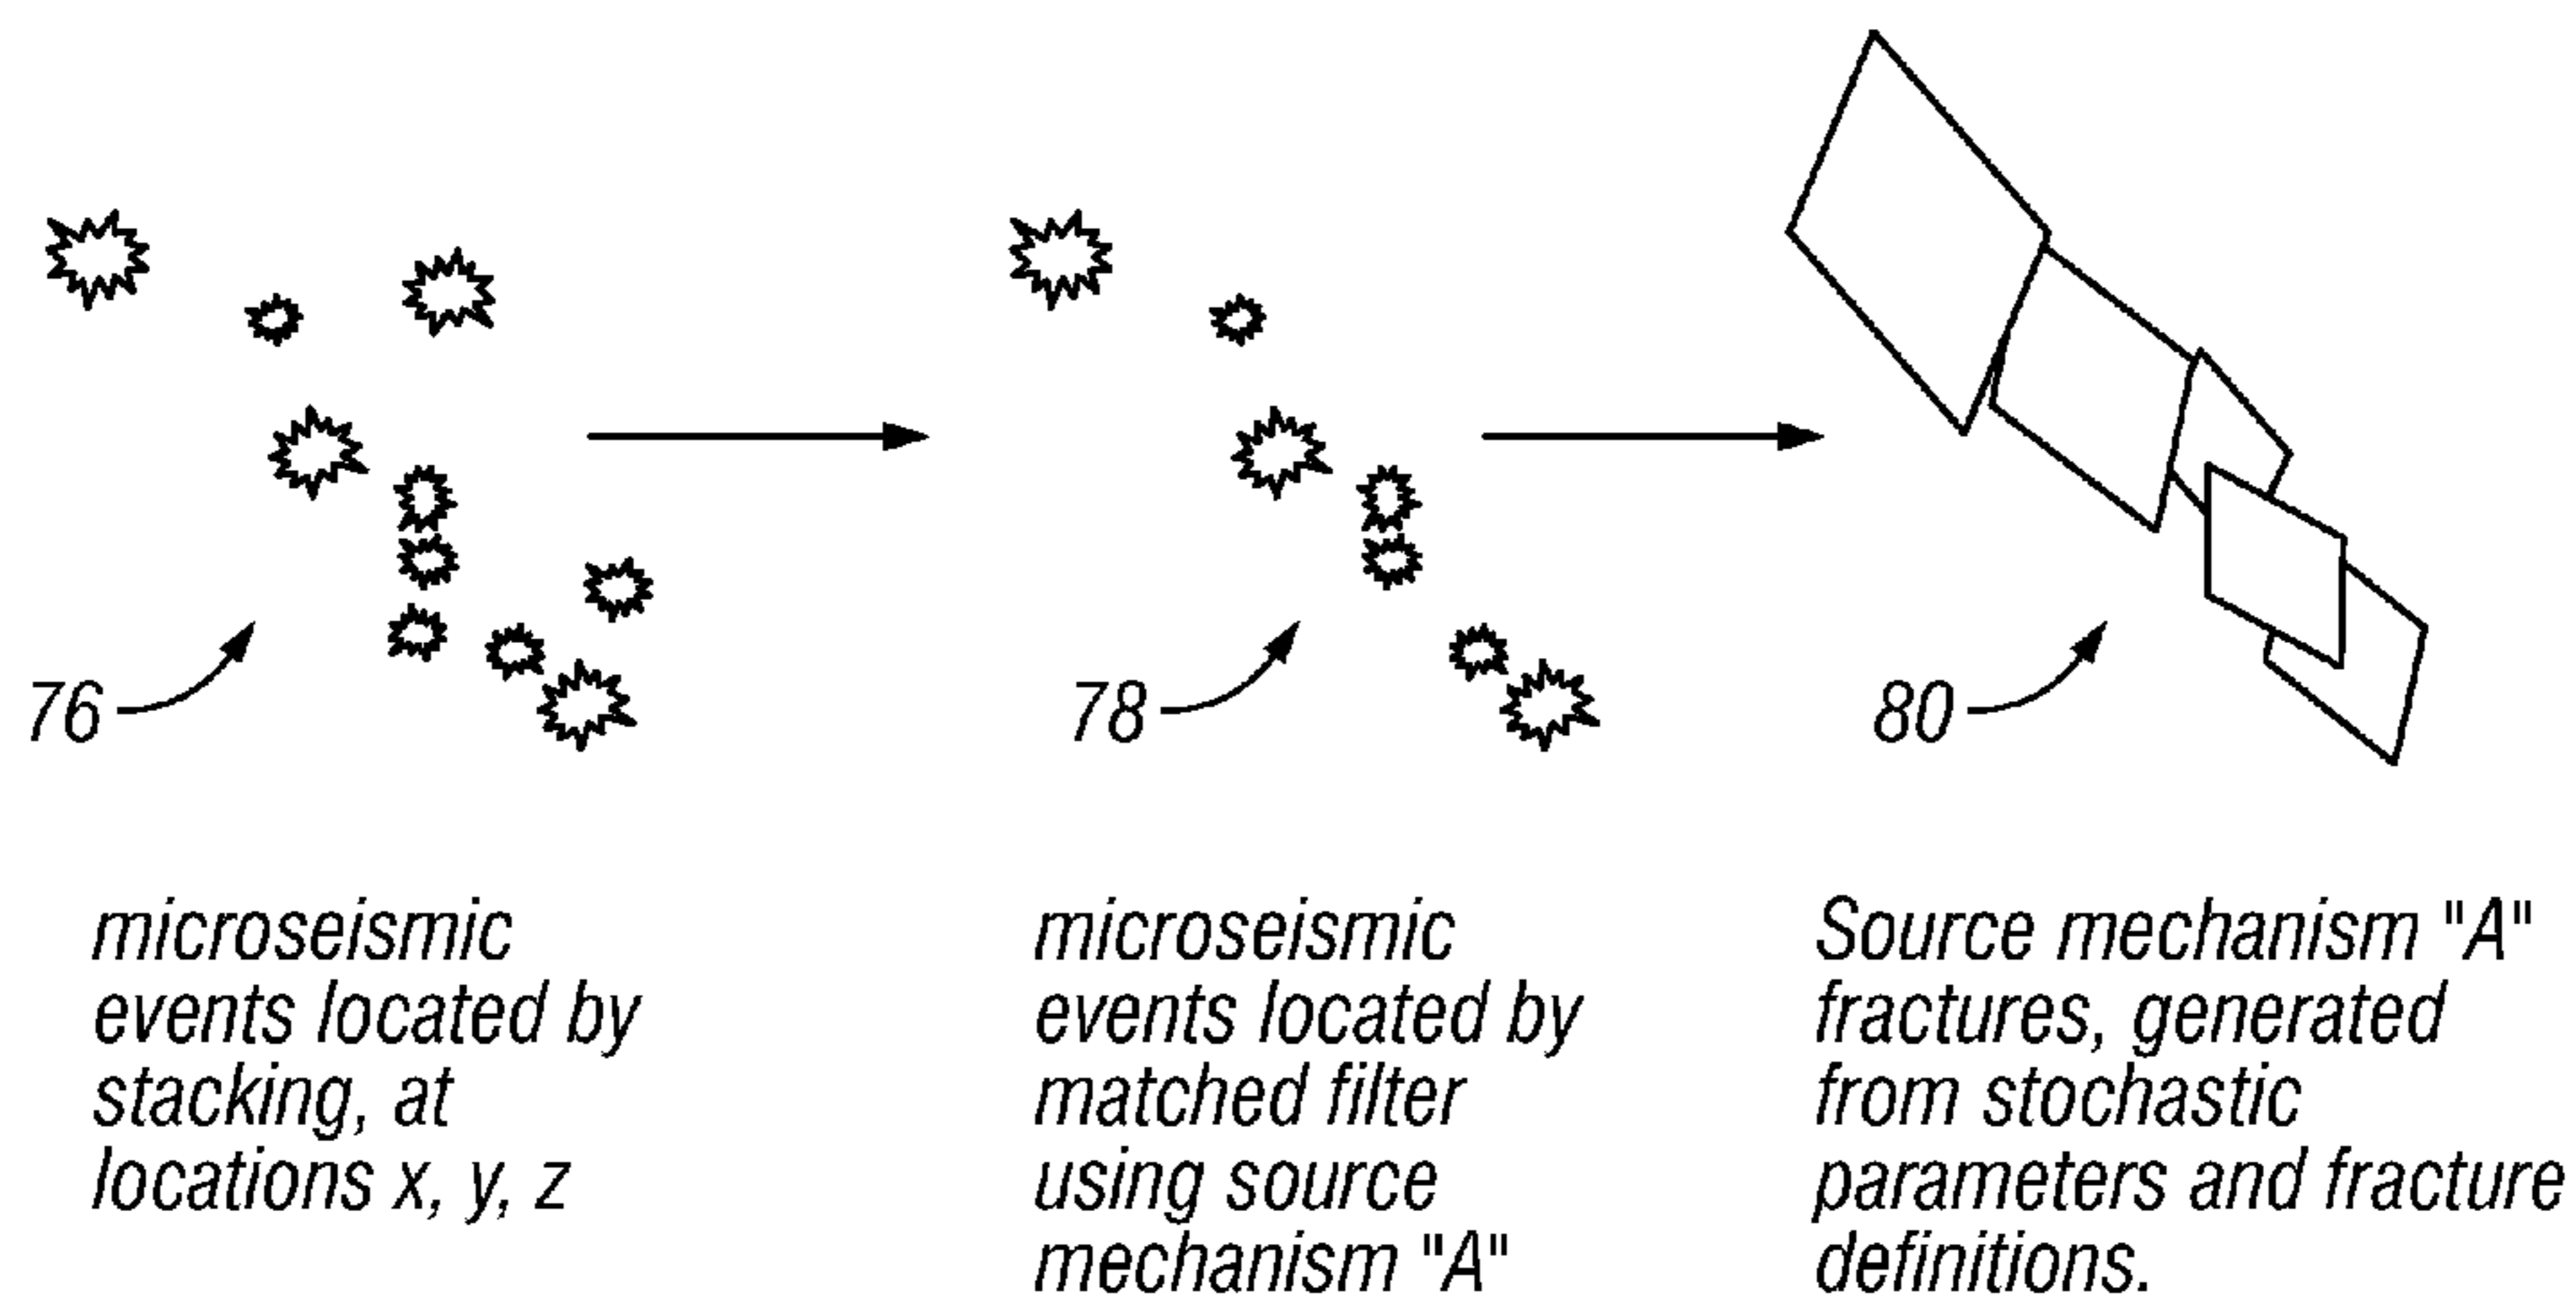 76
78
80
microseismic
events located by
stacking, at
locations x, y, z
microseismic
events located by
matched filter
using source
mechanism "A"
Source mechanism "A"
fractures, generated
from stochastic
parameters and fracture
definitions.